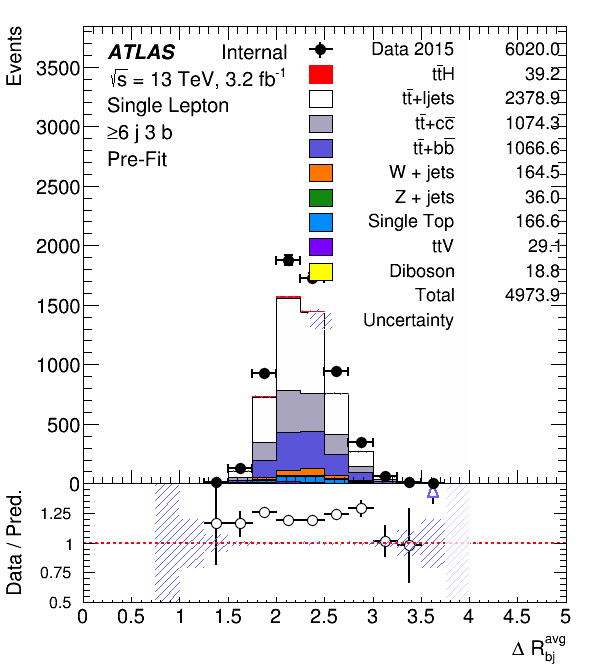 Events
ATLAS Internal
√s = 13 TeV, 3.2 fb-1
Single Lepton
≥6 j 3 b
Pre-Fit
Data 2015 6020.0
tt̄H 39.2
tt̄+ljets 2378.9
tt̄+cc̄ 1074.3
tt̄+bb̄ 1066.6
W + jets 164.5
Z + jets 36.0
Single Top 166.6
ttV 29.1
Diboson 18.8
Total 4973.9
Uncertainty
3500
3000
2500
2000
1500
1000
500
0
Data / Pred.
1.25
1
0.75
0.5
0 0.5 1 1.5 2 2.5 3 3.5 4 4.5 5
Δ R avg bj